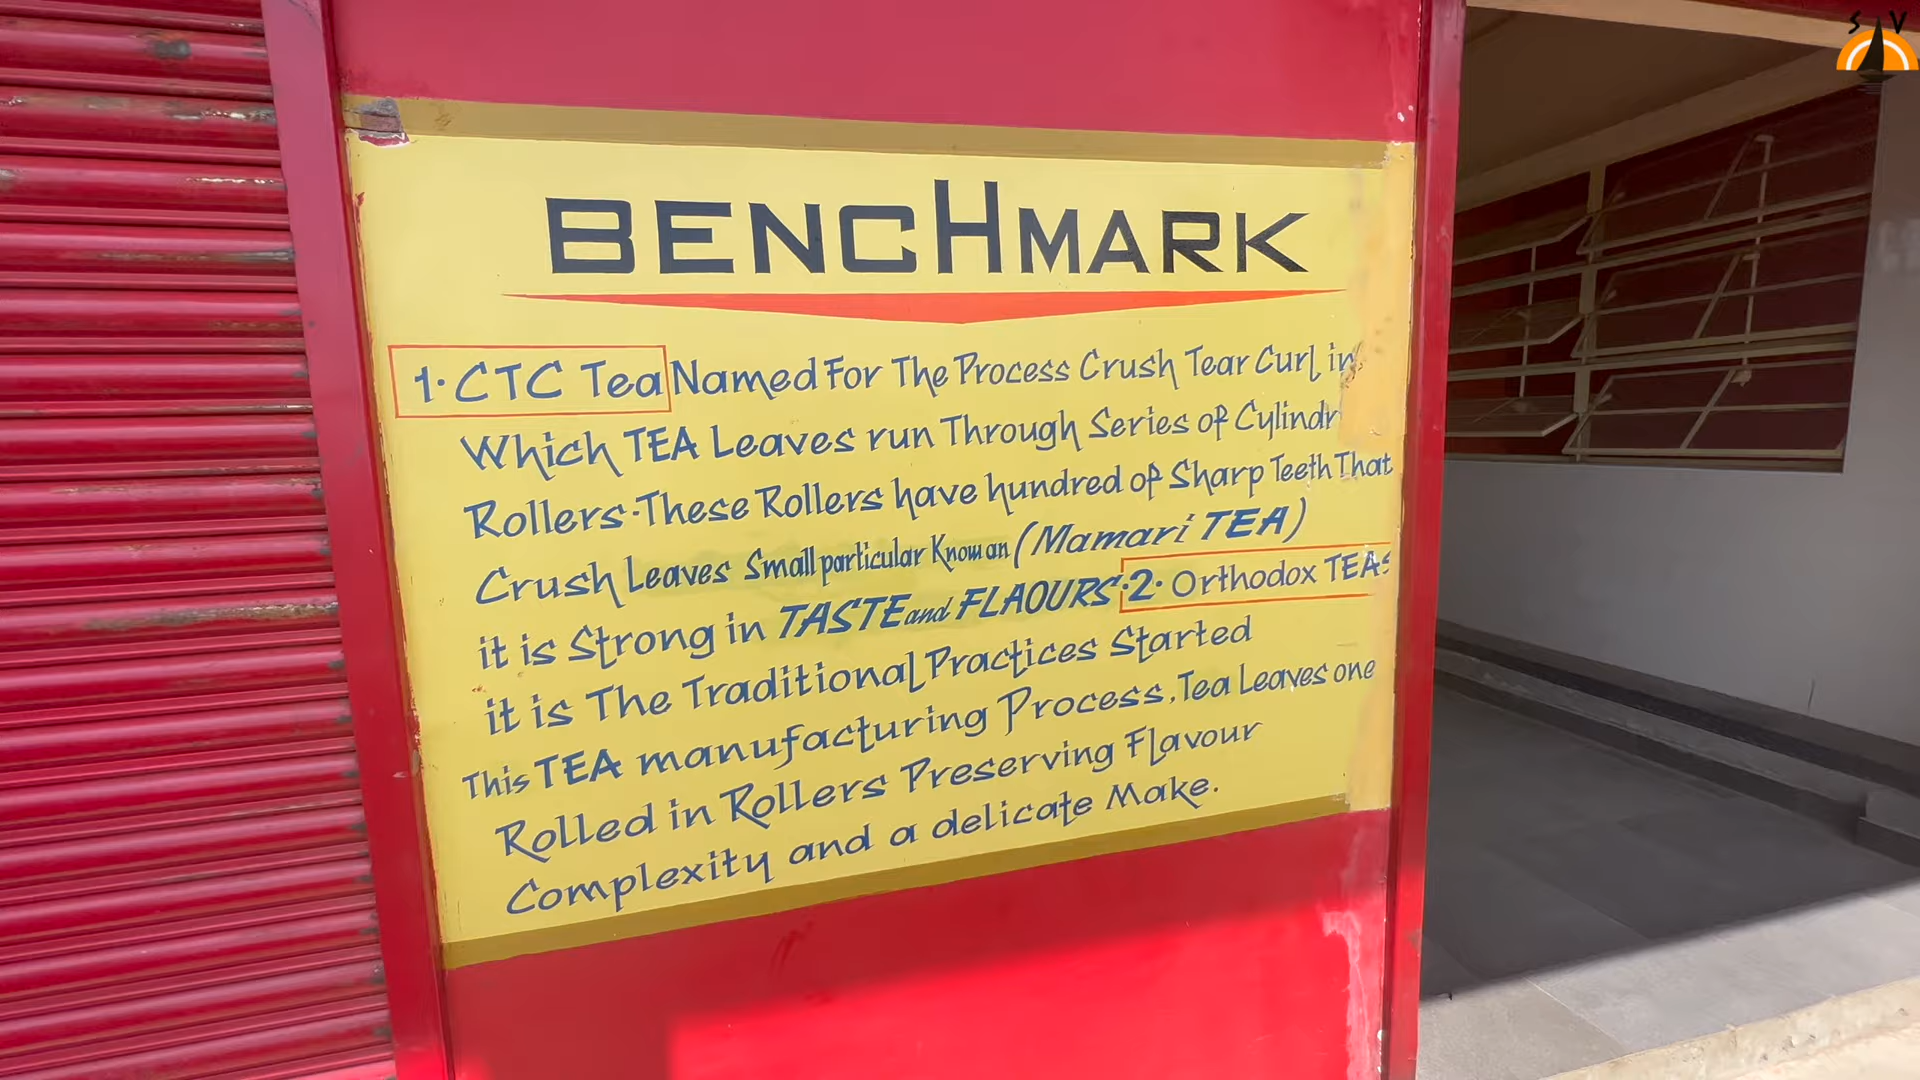 S V
BENCHMARK
1. CTC Tea Named For The Process Crush Tear Curl in
Which TEA Leaves run Through Series of Cylindr
Rollers. These Rollers have hundred of Sharp Teeth That
Crush Leaves Small particular Know an (Mamari TEA)
it is Strong in TASTE and FLAOURS. 2. Orthodox TEAS
it is The Traditional Practices Started
This TEA manufacturing Process, Tea Leaves one
Rolled in Rollers Preserving Flavour
Complexity and a delicate Make.